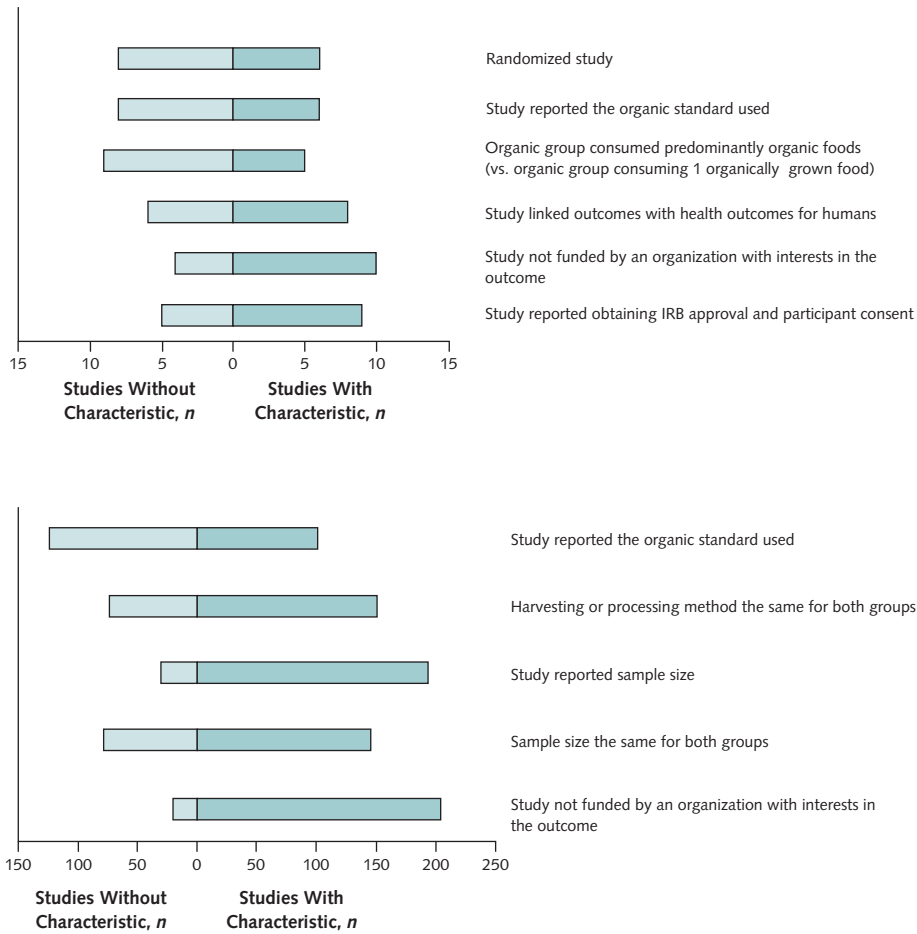 Randomized study
Study reported the organic standard used
Organic group consumed predominantly organic foods
(vs. organic group consuming 1 organically grown food)
Study linked outcomes with health outcomes for humans
Study not funded by an organization with interests in the
outcome
Study reported obtaining IRB approval and participant consent
15 10 5 0 5 10 15
Studies Without Studies With
Characteristic, n Characteristic, n
Study reported the organic standard used
Harvesting or processing method the same for both groups
Study reported sample size
Sample size the same for both groups
Study not funded by an organization with interests in
the outcome
150 100 50 0 50 100 150 200 250
Studies Without Studies With
Characteristic, n Characteristic, n